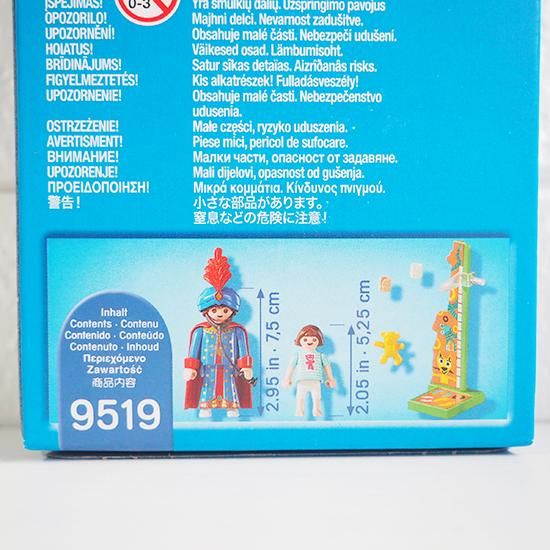 ĮSPĖJIMAS!
Yra smulkių dalių. Užspringimo pavojus
0-3
OPOZORILO!
Majhni delci. Nevarnost zadušitve.
UPOZORNĚNÍ!
Obsahuje malé části. Nebezpečí udušení.
HOIATUS!
Väikesed osad. Lämbumisoht.
BRĪDINĀJUMS!
Satur sīkas detaļas. Aizrīšanās risks.
FIGYELMEZTETÉS!
Kis alkatrészek! Fulladásveszély!
UPOZORNENIE!
Obsahuje malé časti. Nebezpečenstvo
udusenia.
OSTRZEŻENIE!
Małe części, ryzyko uduszenia.
AVERTISMENT!
Piese mici, pericol de sufocare.
ВНИМАНИЕ!
Малки части, опасност от задавяне.
UPOZORENJE!
Mali dijelovi, opasnost od gušenja.
ΠΡΟΕΙΔΟΠΟΙΗΣΗ!
Μικρά κομμάτια. Κίνδυνος πνιγμού.
警告!
小さな部品があります。
窒息などの危険に注意!
Inhalt
Contents · Contenu
Contenido · Conteúdo
Contenuto · Inhoud
Περιεχόμενο
Zawartość
商品内容
9519
2.95 in · 7,5 cm
2.05 in · 5,25 cm